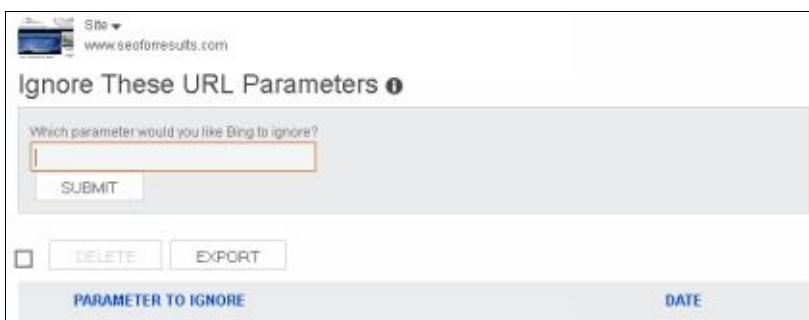 Site
www.seoforresults.com
Ignore These URL Parameters
Which parameter would you like Bing to ignore?
SUBMIT
DELETE EXPORT
PARAMETER TO IGNORE DATE